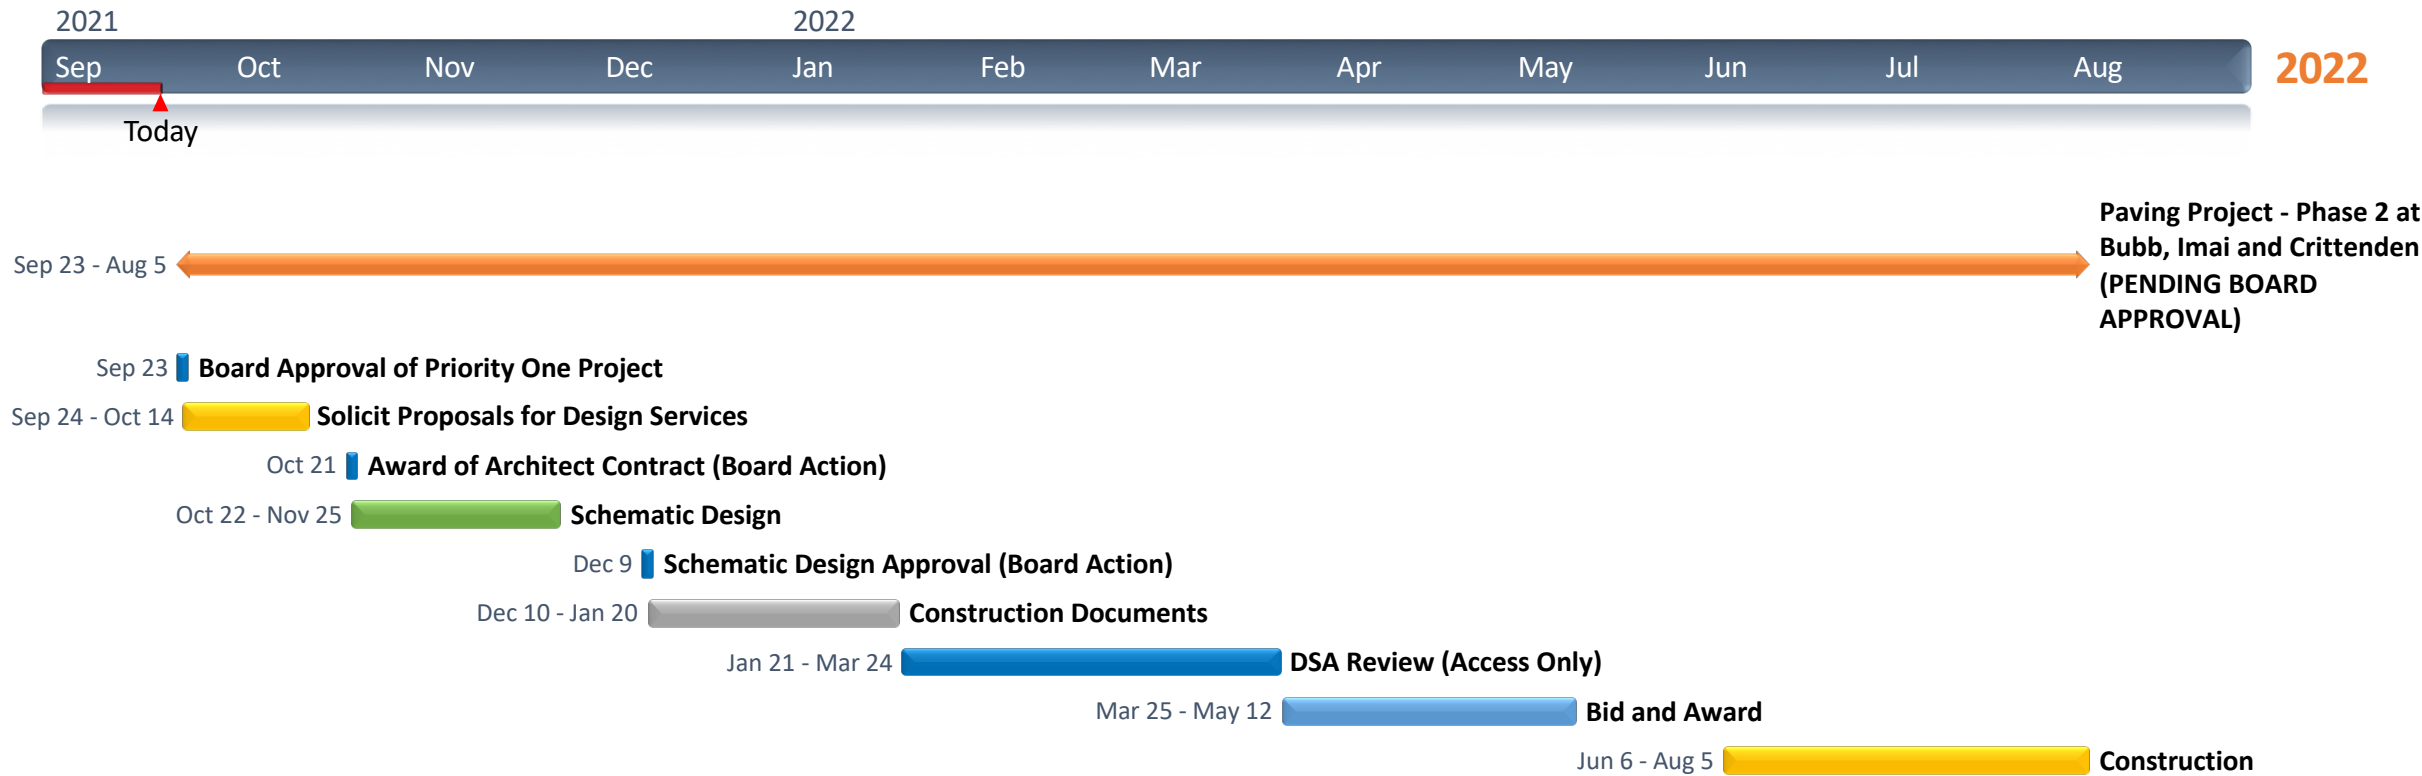 2021 2022
Sep Oct Nov Dec Jan Feb Mar Apr May Jun Jul Aug 2022
Today
Paving Project - Phase 2 at
Bubb, Imai and Crittenden
(PENDING BOARD
APPROVAL)
Sep 23 - Aug 5
Sep 23 Board Approval of Priority One Project
Sep 24 - Oct 14 Solicit Proposals for Design Services
Oct 21 Award of Architect Contract (Board Action)
Oct 22 - Nov 25 Schematic Design
Dec 9 Schematic Design Approval (Board Action)
Dec 10 - Jan 20 Construction Documents
Jan 21 - Mar 24 DSA Review (Access Only)
Mar 25 - May 12 Bid and Award
Jun 6 - Aug 5 Construction